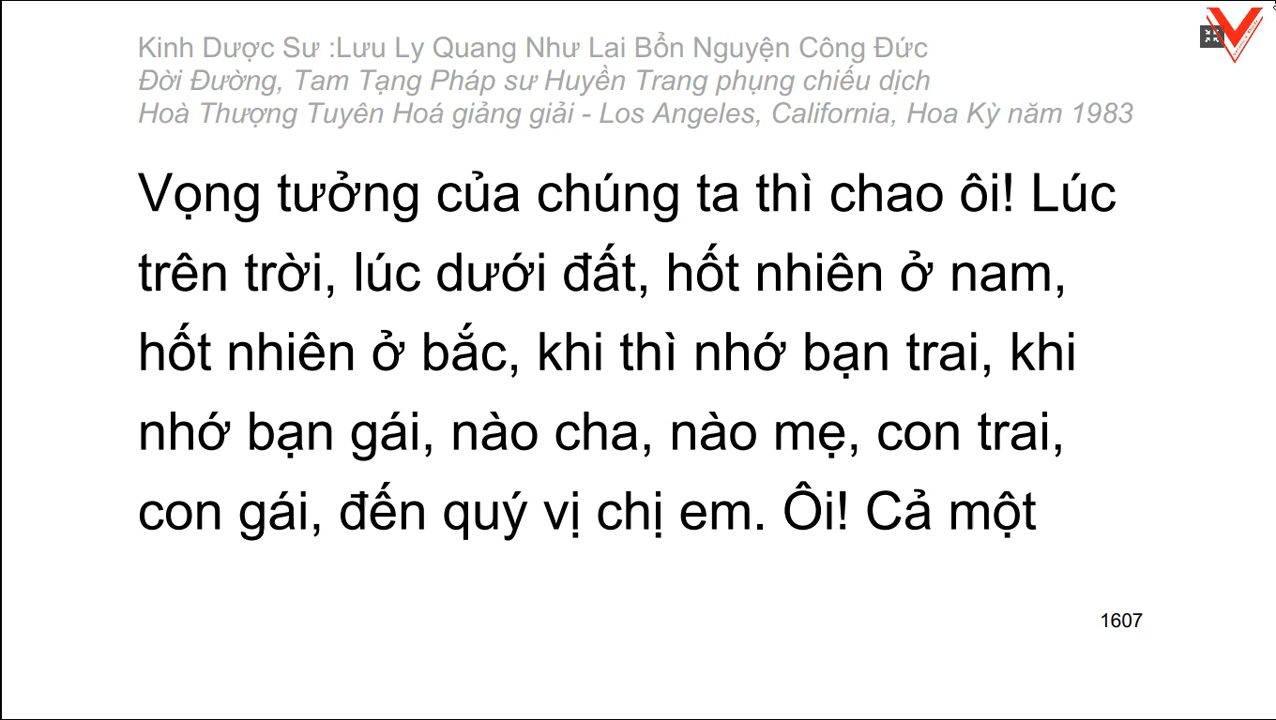 Kinh Dược Sư :Lưu Ly Quang Như Lai Bổn Nguyện Công Đức
Đời Đường, Tam Tạng Pháp sư Huyền Trang phụng chiếu dịch
Hoà Thượng Tuyên Hoá giảng giải - Los Angeles, California, Hoa Kỳ năm 1983
Vọng tưởng của chúng ta thì chao ôi! Lúc
trên trời, lúc dưới đất, hốt nhiên ở nam,
hốt nhiên ở bắc, khi thì nhớ bạn trai, khi
nhớ bạn gái, nào cha, nào mẹ, con trai,
con gái, đến quý vị chị em. Ôi! Cả một
1607